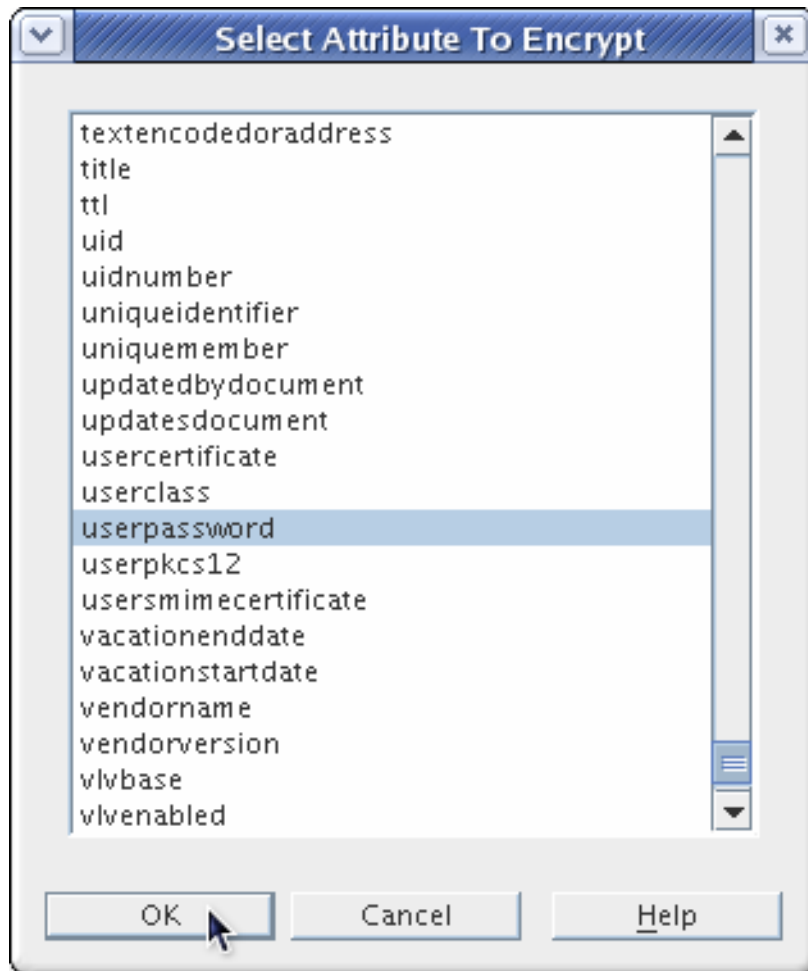 Select Attribute To Encrypt
textencodedoraddress
title
ttl
uid
uidnumber
uniqueidentifier
uniquemember
updatedbydocument
updatesdocument
usercertificate
userclass
userpassword
userpkcs12
usersmimecertificate
vacationenddate
vacationstartdate
vendorname
vendorversion
vlvbase
vlvenabled
OK Cancel Help